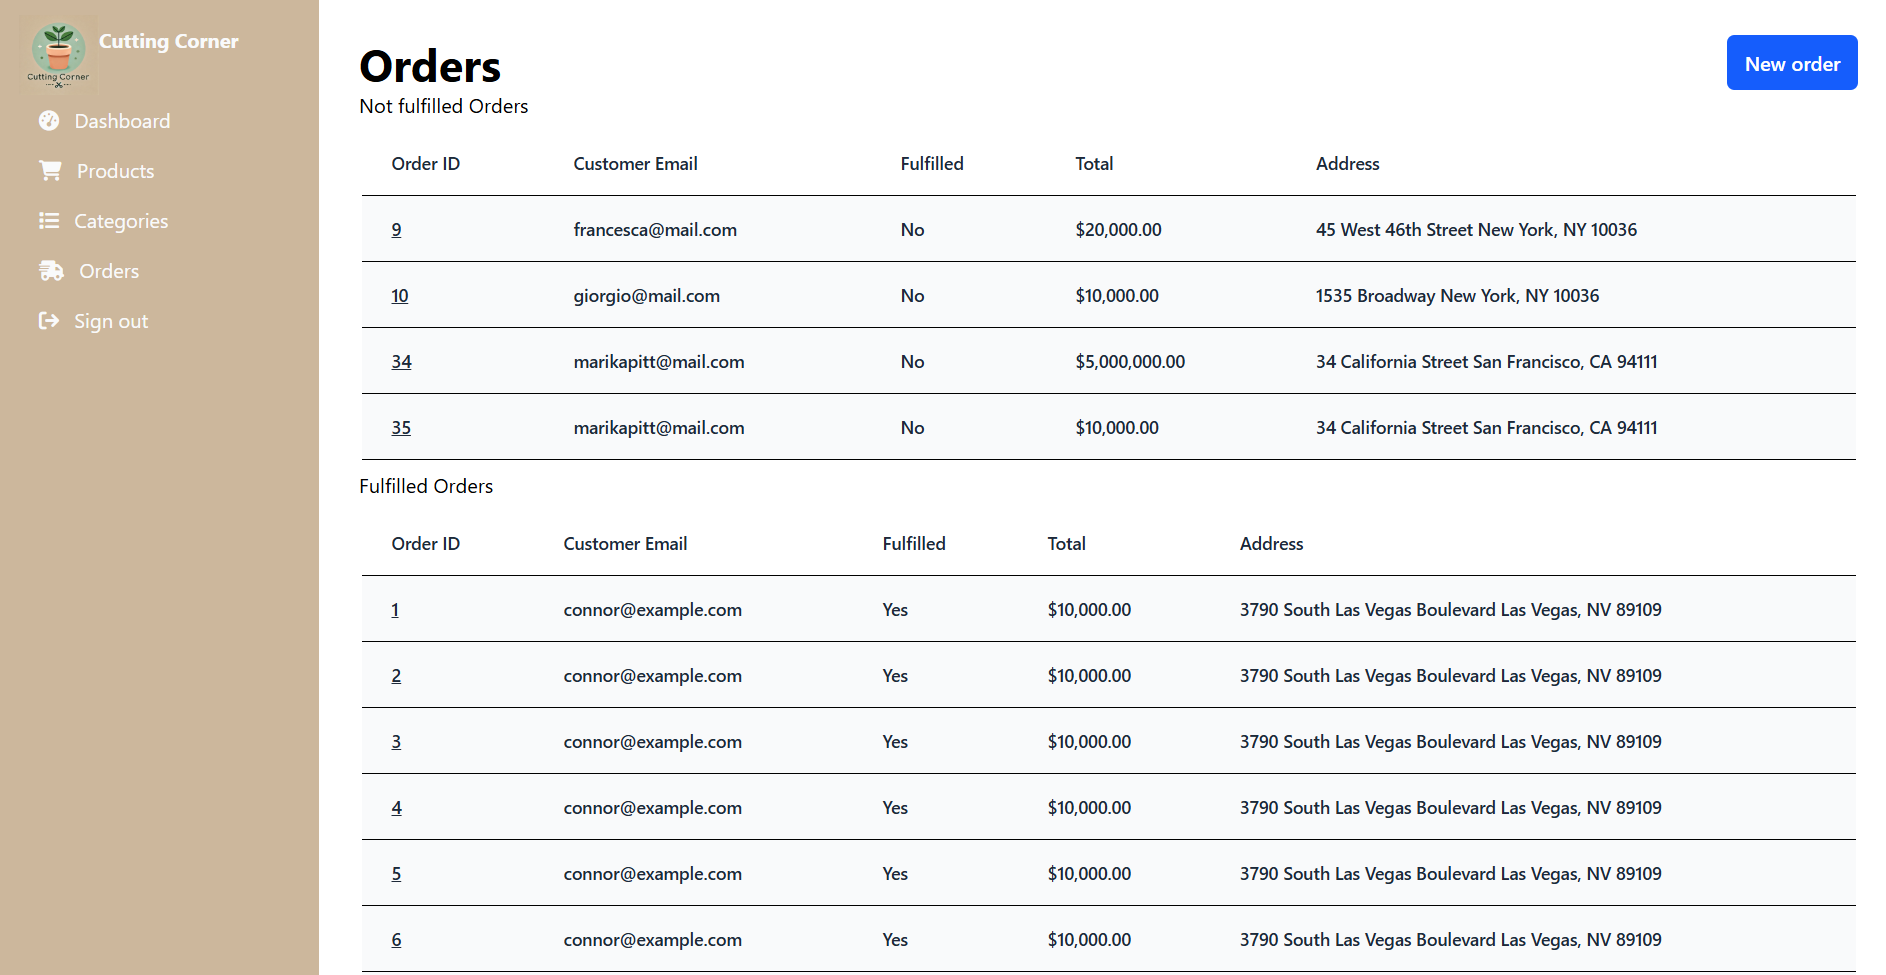 Cutting Corner
Cutting Corner
Dashboard
Products
Categories
Orders
Sign out
Orders
New order
Not fulfilled Orders
Order ID Customer Email Fulfilled Total Address
9 francesca@mail.com No $20,000.00 45 West 46th Street New York, NY 10036
10 giorgio@mail.com No $10,000.00 1535 Broadway New York, NY 10036
34 marikapitt@mail.com No $5,000,000.00 34 California Street San Francisco, CA 94111
35 marikapitt@mail.com No $10,000.00 34 California Street San Francisco, CA 94111
Fulfilled Orders
Order ID Customer Email Fulfilled Total Address
1 connor@example.com Yes $10,000.00 3790 South Las Vegas Boulevard Las Vegas, NV 89109
2 connor@example.com Yes $10,000.00 3790 South Las Vegas Boulevard Las Vegas, NV 89109
3 connor@example.com Yes $10,000.00 3790 South Las Vegas Boulevard Las Vegas, NV 89109
4 connor@example.com Yes $10,000.00 3790 South Las Vegas Boulevard Las Vegas, NV 89109
5 connor@example.com Yes $10,000.00 3790 South Las Vegas Boulevard Las Vegas, NV 89109
6 connor@example.com Yes $10,000.00 3790 South Las Vegas Boulevard Las Vegas, NV 89109